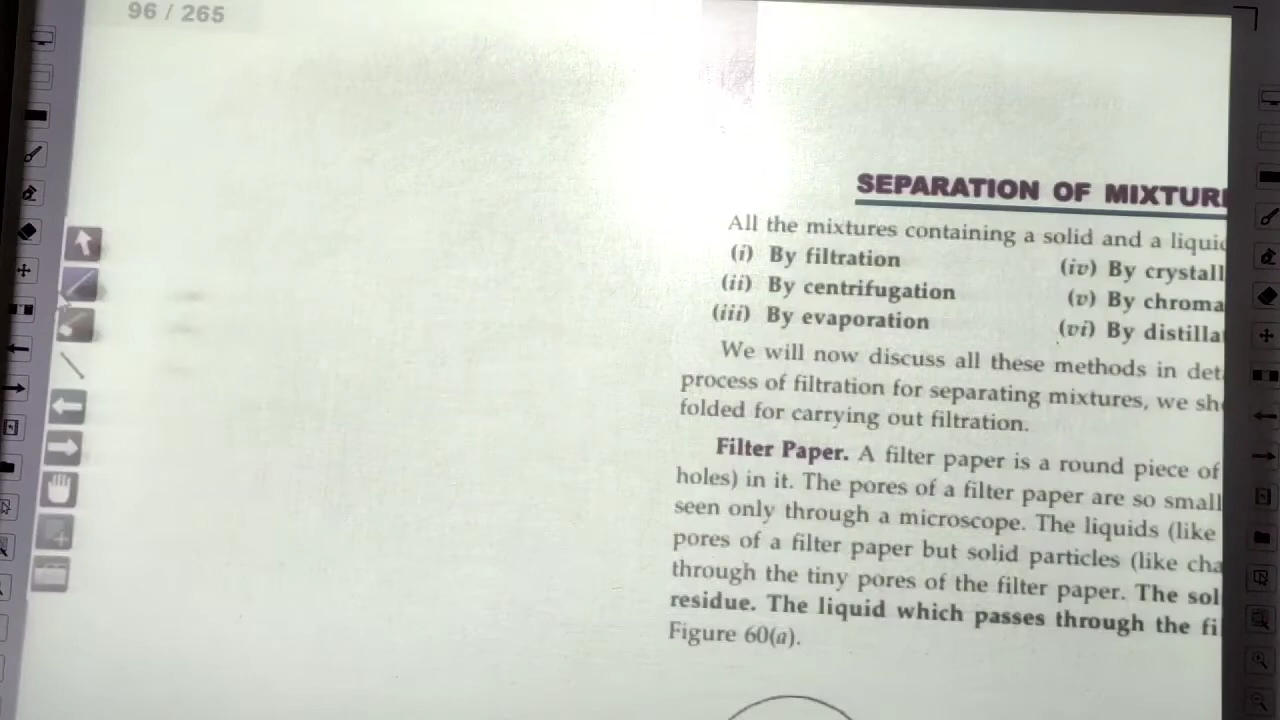 96 / 265
SEPARATION OF MIXTUR
All the mixtures containing a solid and a liquid
(i) By filtration (iv) By crystall
(ii) By centrifugation (v) By chroma
(iii) By evaporation (vi) By distilla
We will now discuss all these methods in det
process of filtration for separating mixtures, we sh
folded for carrying out filtration.
Filter Paper. A filter paper is a round piece of
holes) in it. The pores of a filter paper are so small
seen only through a microscope. The liquids (like
pores of a filter paper but solid particles (like cha
through the tiny pores of the filter paper. The sol
residue. The liquid which passes through the fi
Figure 60(a).